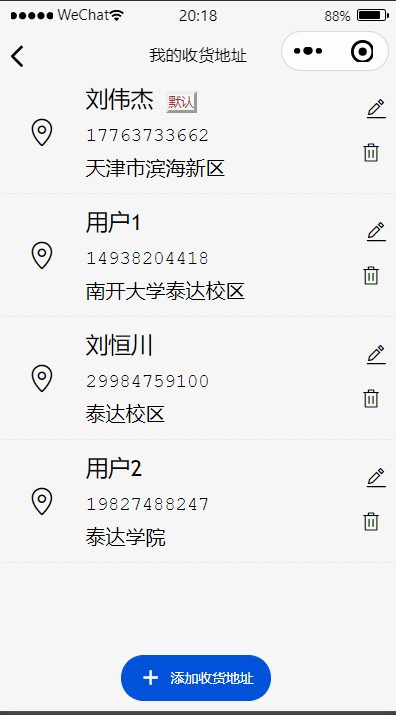 WeChat 20:18 88%
我的收货地址
刘伟杰 默认
17763733662
天津市滨海新区
用户1
14938204418
南开大学泰达校区
刘恒川
29984759100
泰达校区
用户2
19827488247
泰达学院
添加收货地址